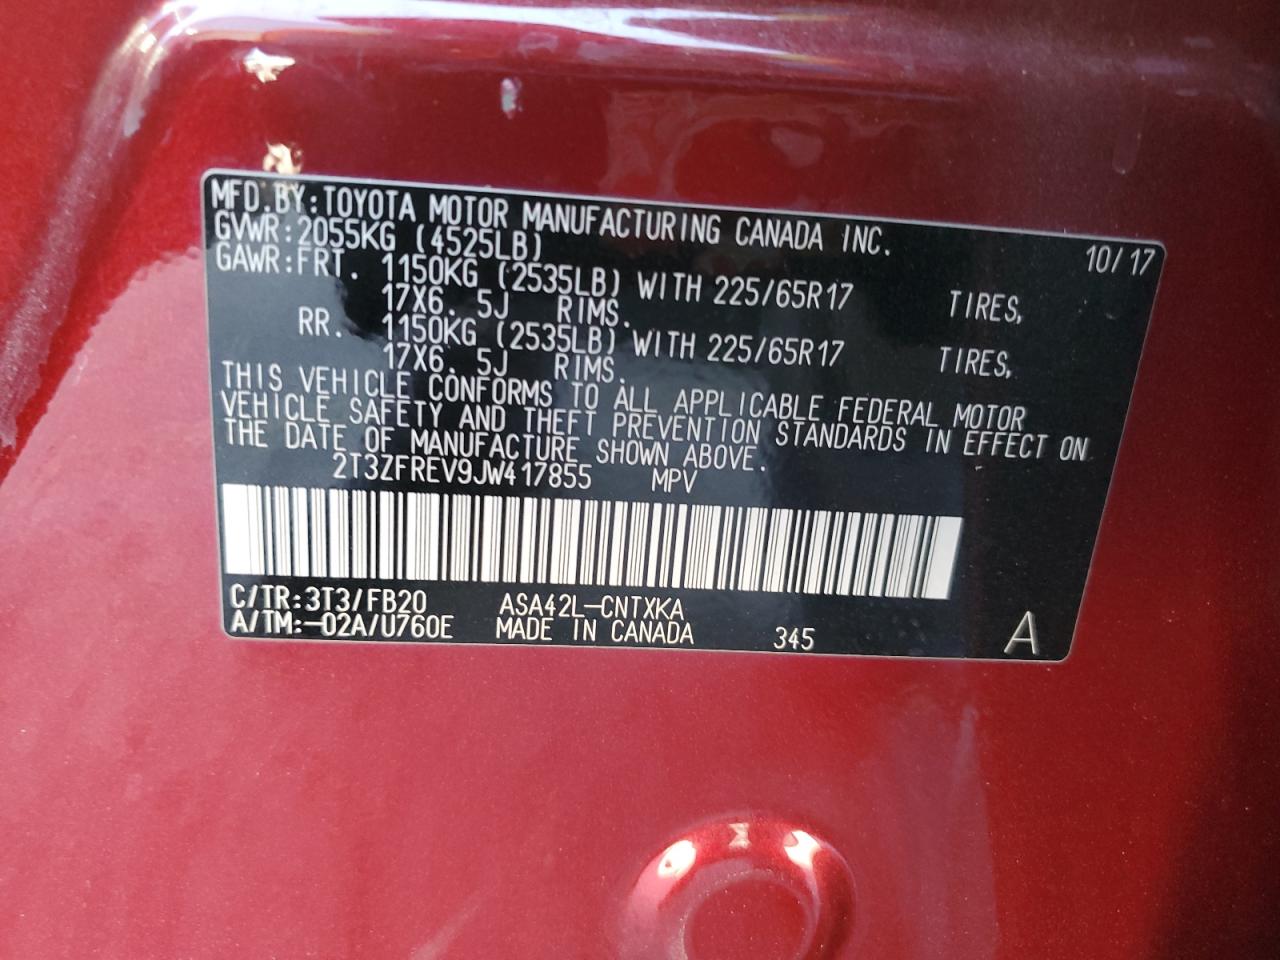 MFD.BY:TOYOTA MOTOR MANUFACTURING CANADA INC.
GVWR:2055KG (4525LB) 10/17
GAWR:FRT. 1150KG (2535LB) WITH 225/65R17 TIRES,
17X6.5J RIMS.
RR. 1150KG (2535LB) WITH 225/65R17 TIRES,
17X6.5J RIMS.
THIS VEHICLE CONFORMS TO ALL APPLICABLE FEDERAL MOTOR
VEHICLE SAFETY AND THEFT PREVENTION STANDARDS IN EFFECT ON
THE DATE OF MANUFACTURE SHOWN ABOVE.
2T3ZFREV9JW417855 MPV
C/TR:3T3/FB20 ASA42L-CNTXKA
A/TM:-02A/U760E MADE IN CANADA 345 A